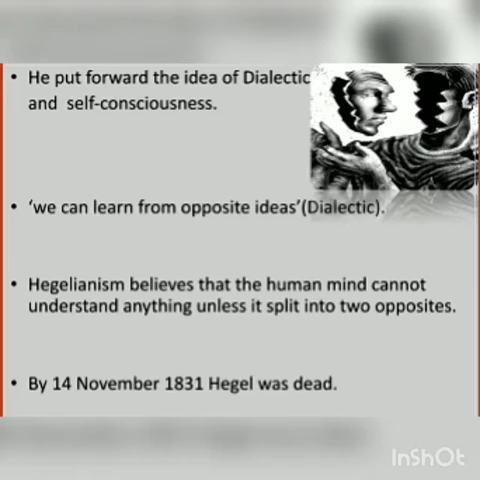 • He put forward the idea of Dialectic
and self-consciousness.
• ‘we can learn from opposite ideas’(Dialectic).
• Hegelianism believes that the human mind cannot
understand anything unless it split into two opposites.
• By 14 November 1831 Hegel was dead.
InShOt